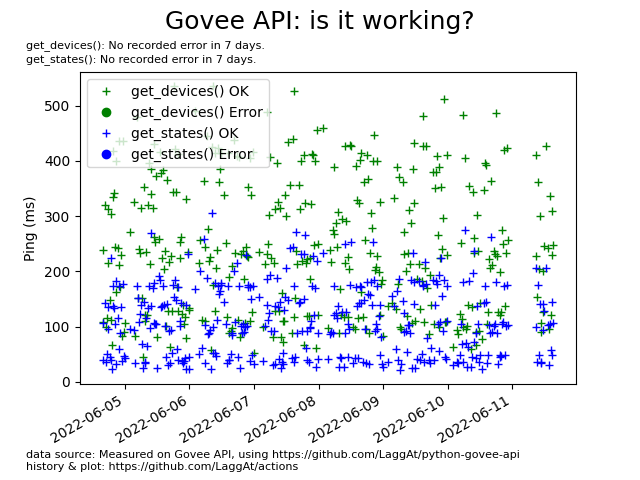 Govee API: is it working?
get_devices(): No recorded error in 7 days.
get_states(): No recorded error in 7 days.
get_devices() OK
get_devices() Error
get_states() OK
get_states() Error
500
400
300
200
100
0
Ping (ms)
2022-06-05
2022-06-06
2022-06-07
2022-06-08
2022-06-09
2022-06-10
2022-06-11
data source: Measured on Govee API, using https://github.com/LaggAt/python-govee-api
history & plot: https://github.com/LaggAt/actions